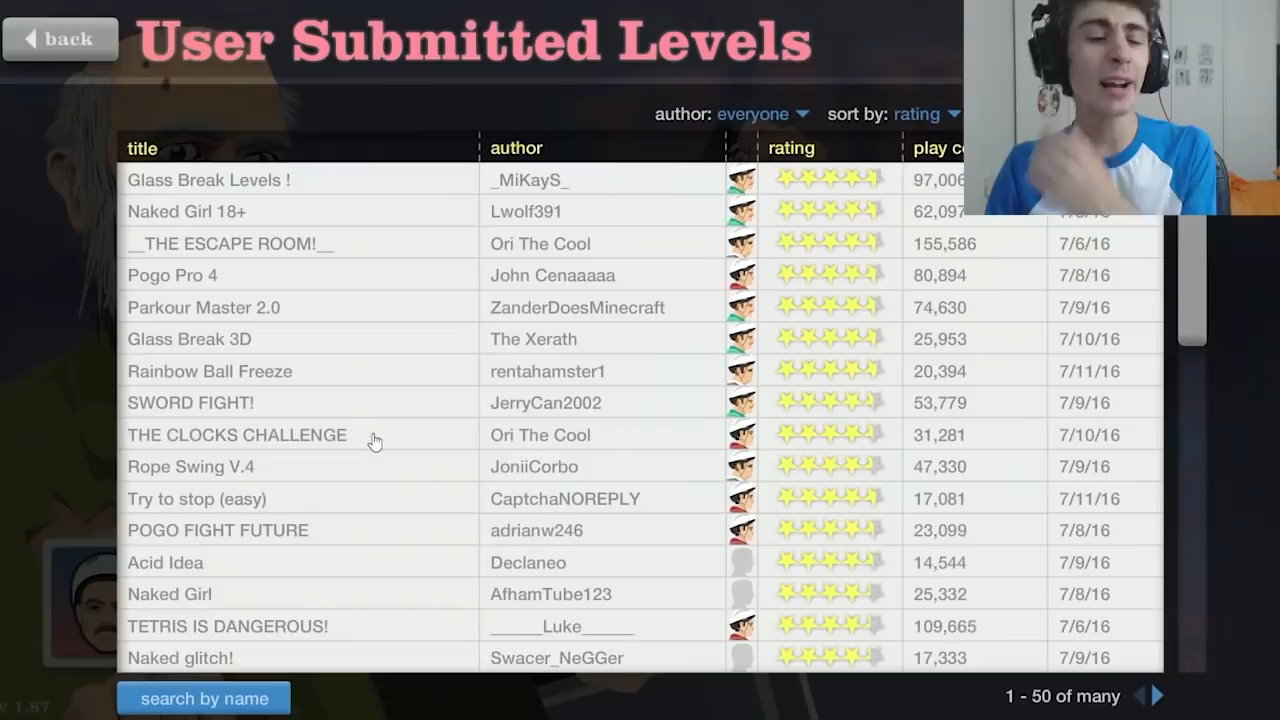 back
User Submitted Levels
author: everyone sort by: rating
title author rating play c
Glass Break Levels ! _MiKayS_ 97,006
Naked Girl 18+ Lwolf391 62,097
__THE ESCAPE ROOM!__ Ori The Cool 155,586 7/6/16
Pogo Pro 4 John Cenaaaaa 80,894 7/8/16
Parkour Master 2.0 ZanderDoesMinecraft 74,630 7/9/16
Glass Break 3D The Xerath 25,953 7/10/16
Rainbow Ball Freeze rentahamster1 20,394 7/11/16
SWORD FIGHT! JerryCan2002 53,779 7/9/16
THE CLOCKS CHALLENGE Ori The Cool 31,281 7/10/16
Rope Swing V.4 JoniiCorbo 47,330 7/9/16
Try to stop (easy) CaptchaNOREPLY 17,081 7/11/16
POGO FIGHT FUTURE adrianw246 23,099 7/8/16
Acid Idea Declaneo 14,544 7/9/16
Naked Girl AfhamTube123 25,332 7/8/16
TETRIS IS DANGEROUS! ______Luke______ 109,665 7/6/16
Naked glitch! Swacer_NeGGer 17,333 7/9/16
search by name 1 - 50 of many
v 1.87